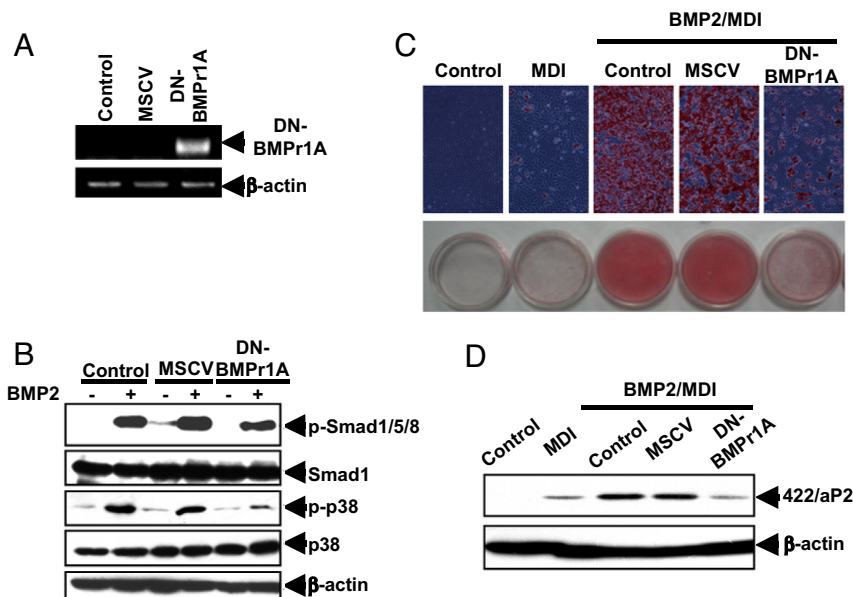 A
Control
MSCV
DN-
BMPr1A
DN-
BMPr1A
β-actin
B
Control
MSCV
DN-
BMPr1A
BMP2
- + - + - +
p-Smad1/5/8
Smad1
p-p38
p38
β-actin
C
BMP2/MDI
Control
MDI
Control
MSCV
DN-
BMPr1A
D
BMP2/MDI
Control
MDI
Control
MSCV
DN-
BMPr1A
422/aP2
β-actin